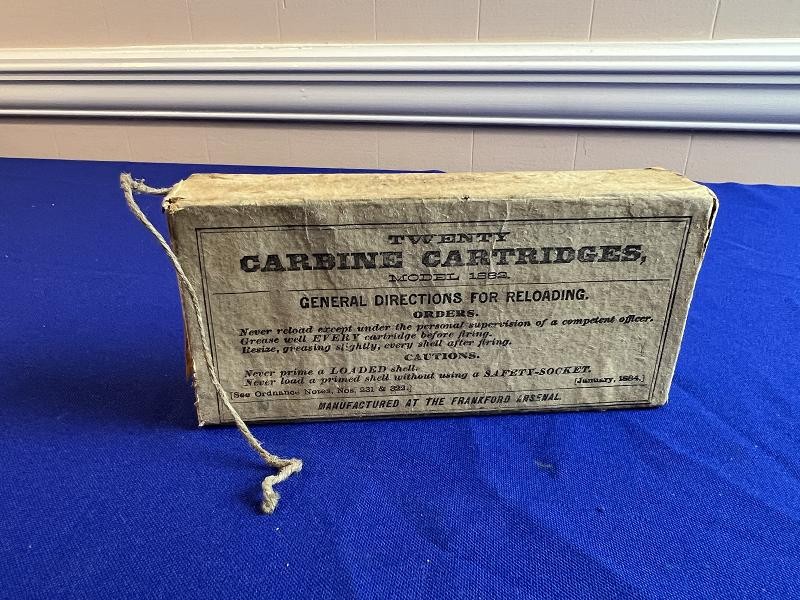 TWENTY
CARBINE CARTRIDGES,
MODEL 1882.
GENERAL DIRECTIONS FOR RELOADING.
ORDERS.
Never reload except under the personal supervision of a competent officer.
Grease well EVERY cartridge before firing.
Resize, greasing slightly, every shell after firing.
CAUTIONS.
Never prime a LOADED shell.
Never load a primed shell without using a SAFETY-SOCKET.
[See Ordnance Notes, Nos. 231 & 322.]
[January, 1884.]
MANUFACTURED AT THE FRANKFORD ARSENAL.